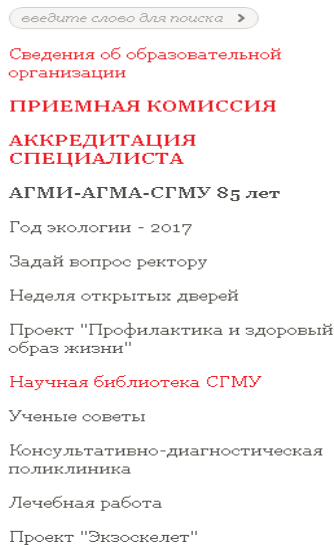 введите слово для поиска
Сведения об образовательной
организации
ПРИЕМНАЯ КОМИССИЯ
АККРЕДИТАЦИЯ
СПЕЦИАЛИСТА
АГМИ-АГМА-СГМУ 85 лет
Год экологии - 2017
Задай вопрос ректору
Неделя открытых дверей
Проект "Профилактика и здоровый
образ жизни"
Научная библиотека СГМУ
Ученые советы
Консультативно-диагностическая
поликлиника
Лечебная работа
Проект "Экзоскелет"